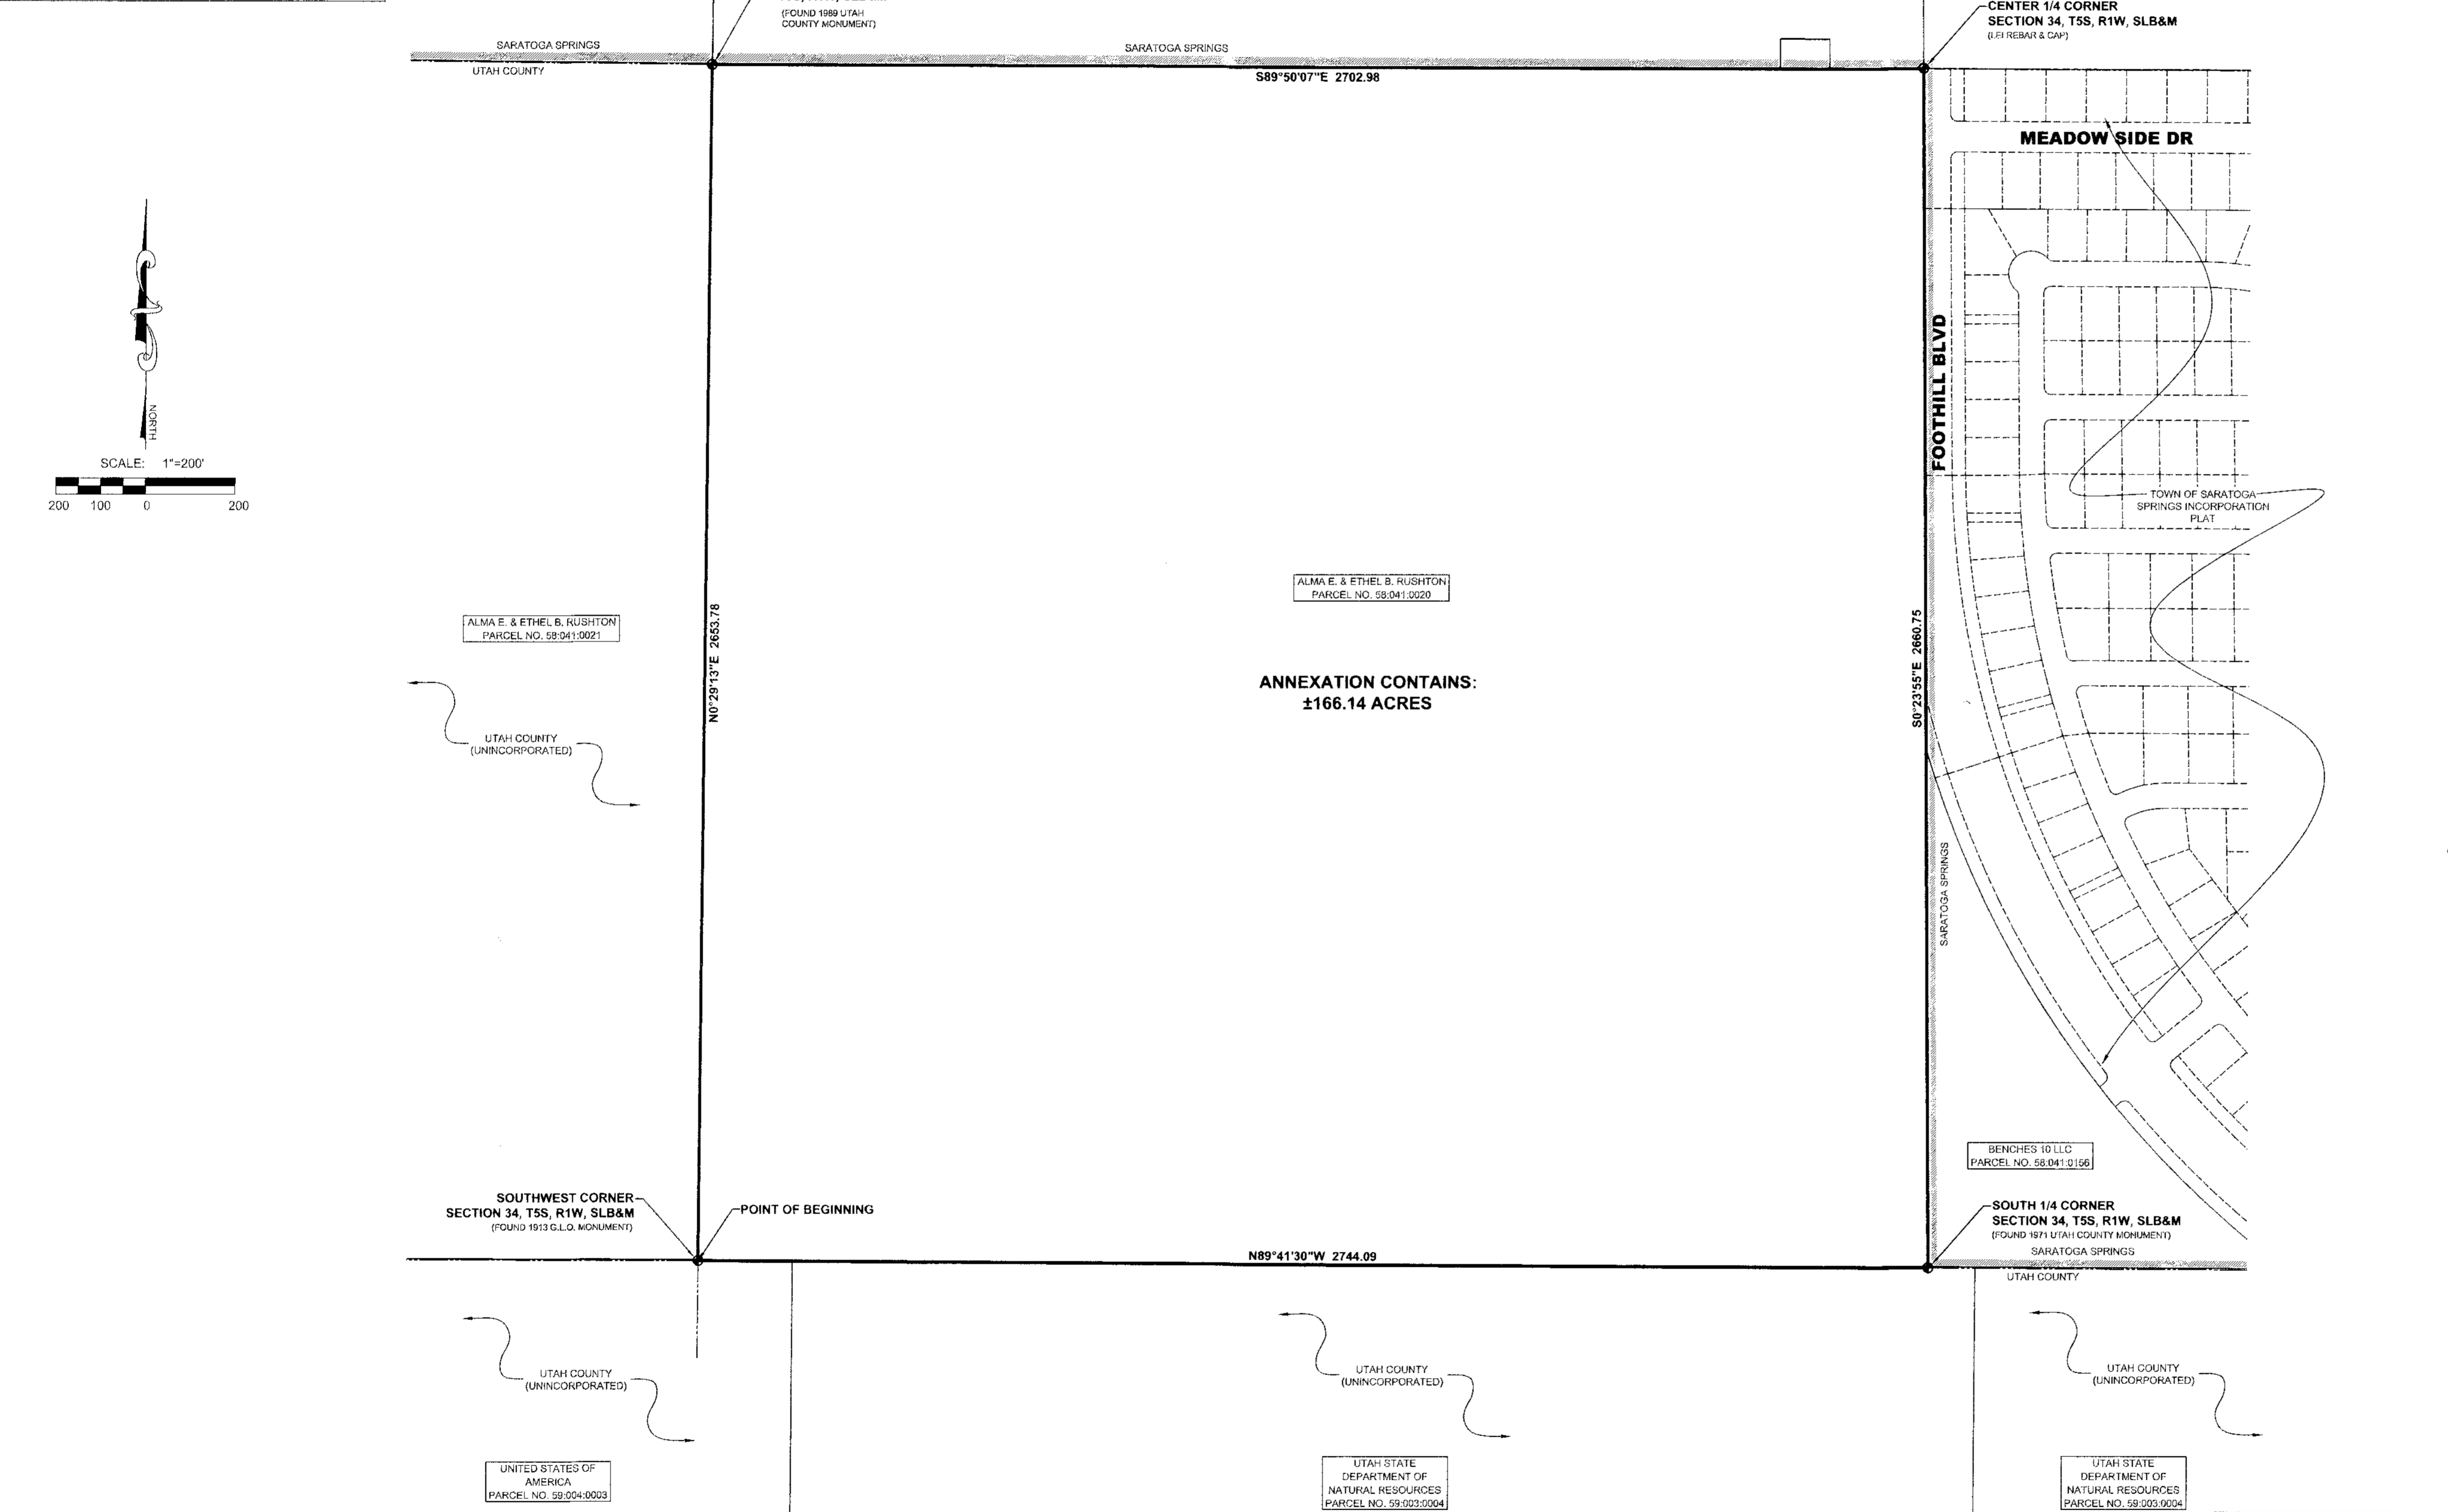 (FOUND 1989 UTAH
COUNTY MONUMENT)
CENTER 1/4 CORNER
SECTION 34, T5S, R1W, SLB&M
(LEI REBAR & CAP)
SARATOGA SPRINGS
UTAH COUNTY
SARATOGA SPRINGS
S89°50'07"E 2702.98
MEADOW SIDE DR
NORTH
SCALE: 1"=200'
200 100 0 200
FOOTHILL BLVD
TOWN OF SARATOGA
SPRINGS INCORPORATION
PLAT
ALMA E. & ETHEL B. RUSHTON
PARCEL NO. 58:041:0020
ALMA E. & ETHEL B. RUSHTON
PARCEL NO. 58:041:0021
N0°29'13"E 2653.78
S0°23'55"E 2660.75
ANNEXATION CONTAINS:
±166.14 ACRES
UTAH COUNTY
(UNINCORPORATED)
SARATOGA SPRINGS
BENCHES 10 LLC
PARCEL NO. 58:041:0156
SOUTHWEST CORNER
SECTION 34, T5S, R1W, SLB&M
(FOUND 1913 G.L.O. MONUMENT)
POINT OF BEGINNING
SOUTH 1/4 CORNER
SECTION 34, T5S, R1W, SLB&M
(FOUND 1971 UTAH COUNTY MONUMENT)
SARATOGA SPRINGS
UTAH COUNTY
N89°41'30"W 2744.09
UTAH COUNTY
(UNINCORPORATED)
UTAH COUNTY
(UNINCORPORATED)
UTAH COUNTY
(UNINCORPORATED)
UNITED STATES OF
AMERICA
PARCEL NO. 59:004:0003
UTAH STATE
DEPARTMENT OF
NATURAL RESOURCES
PARCEL NO. 59:003:0004
UTAH STATE
DEPARTMENT OF
NATURAL RESOURCES
PARCEL NO. 59:003:0004